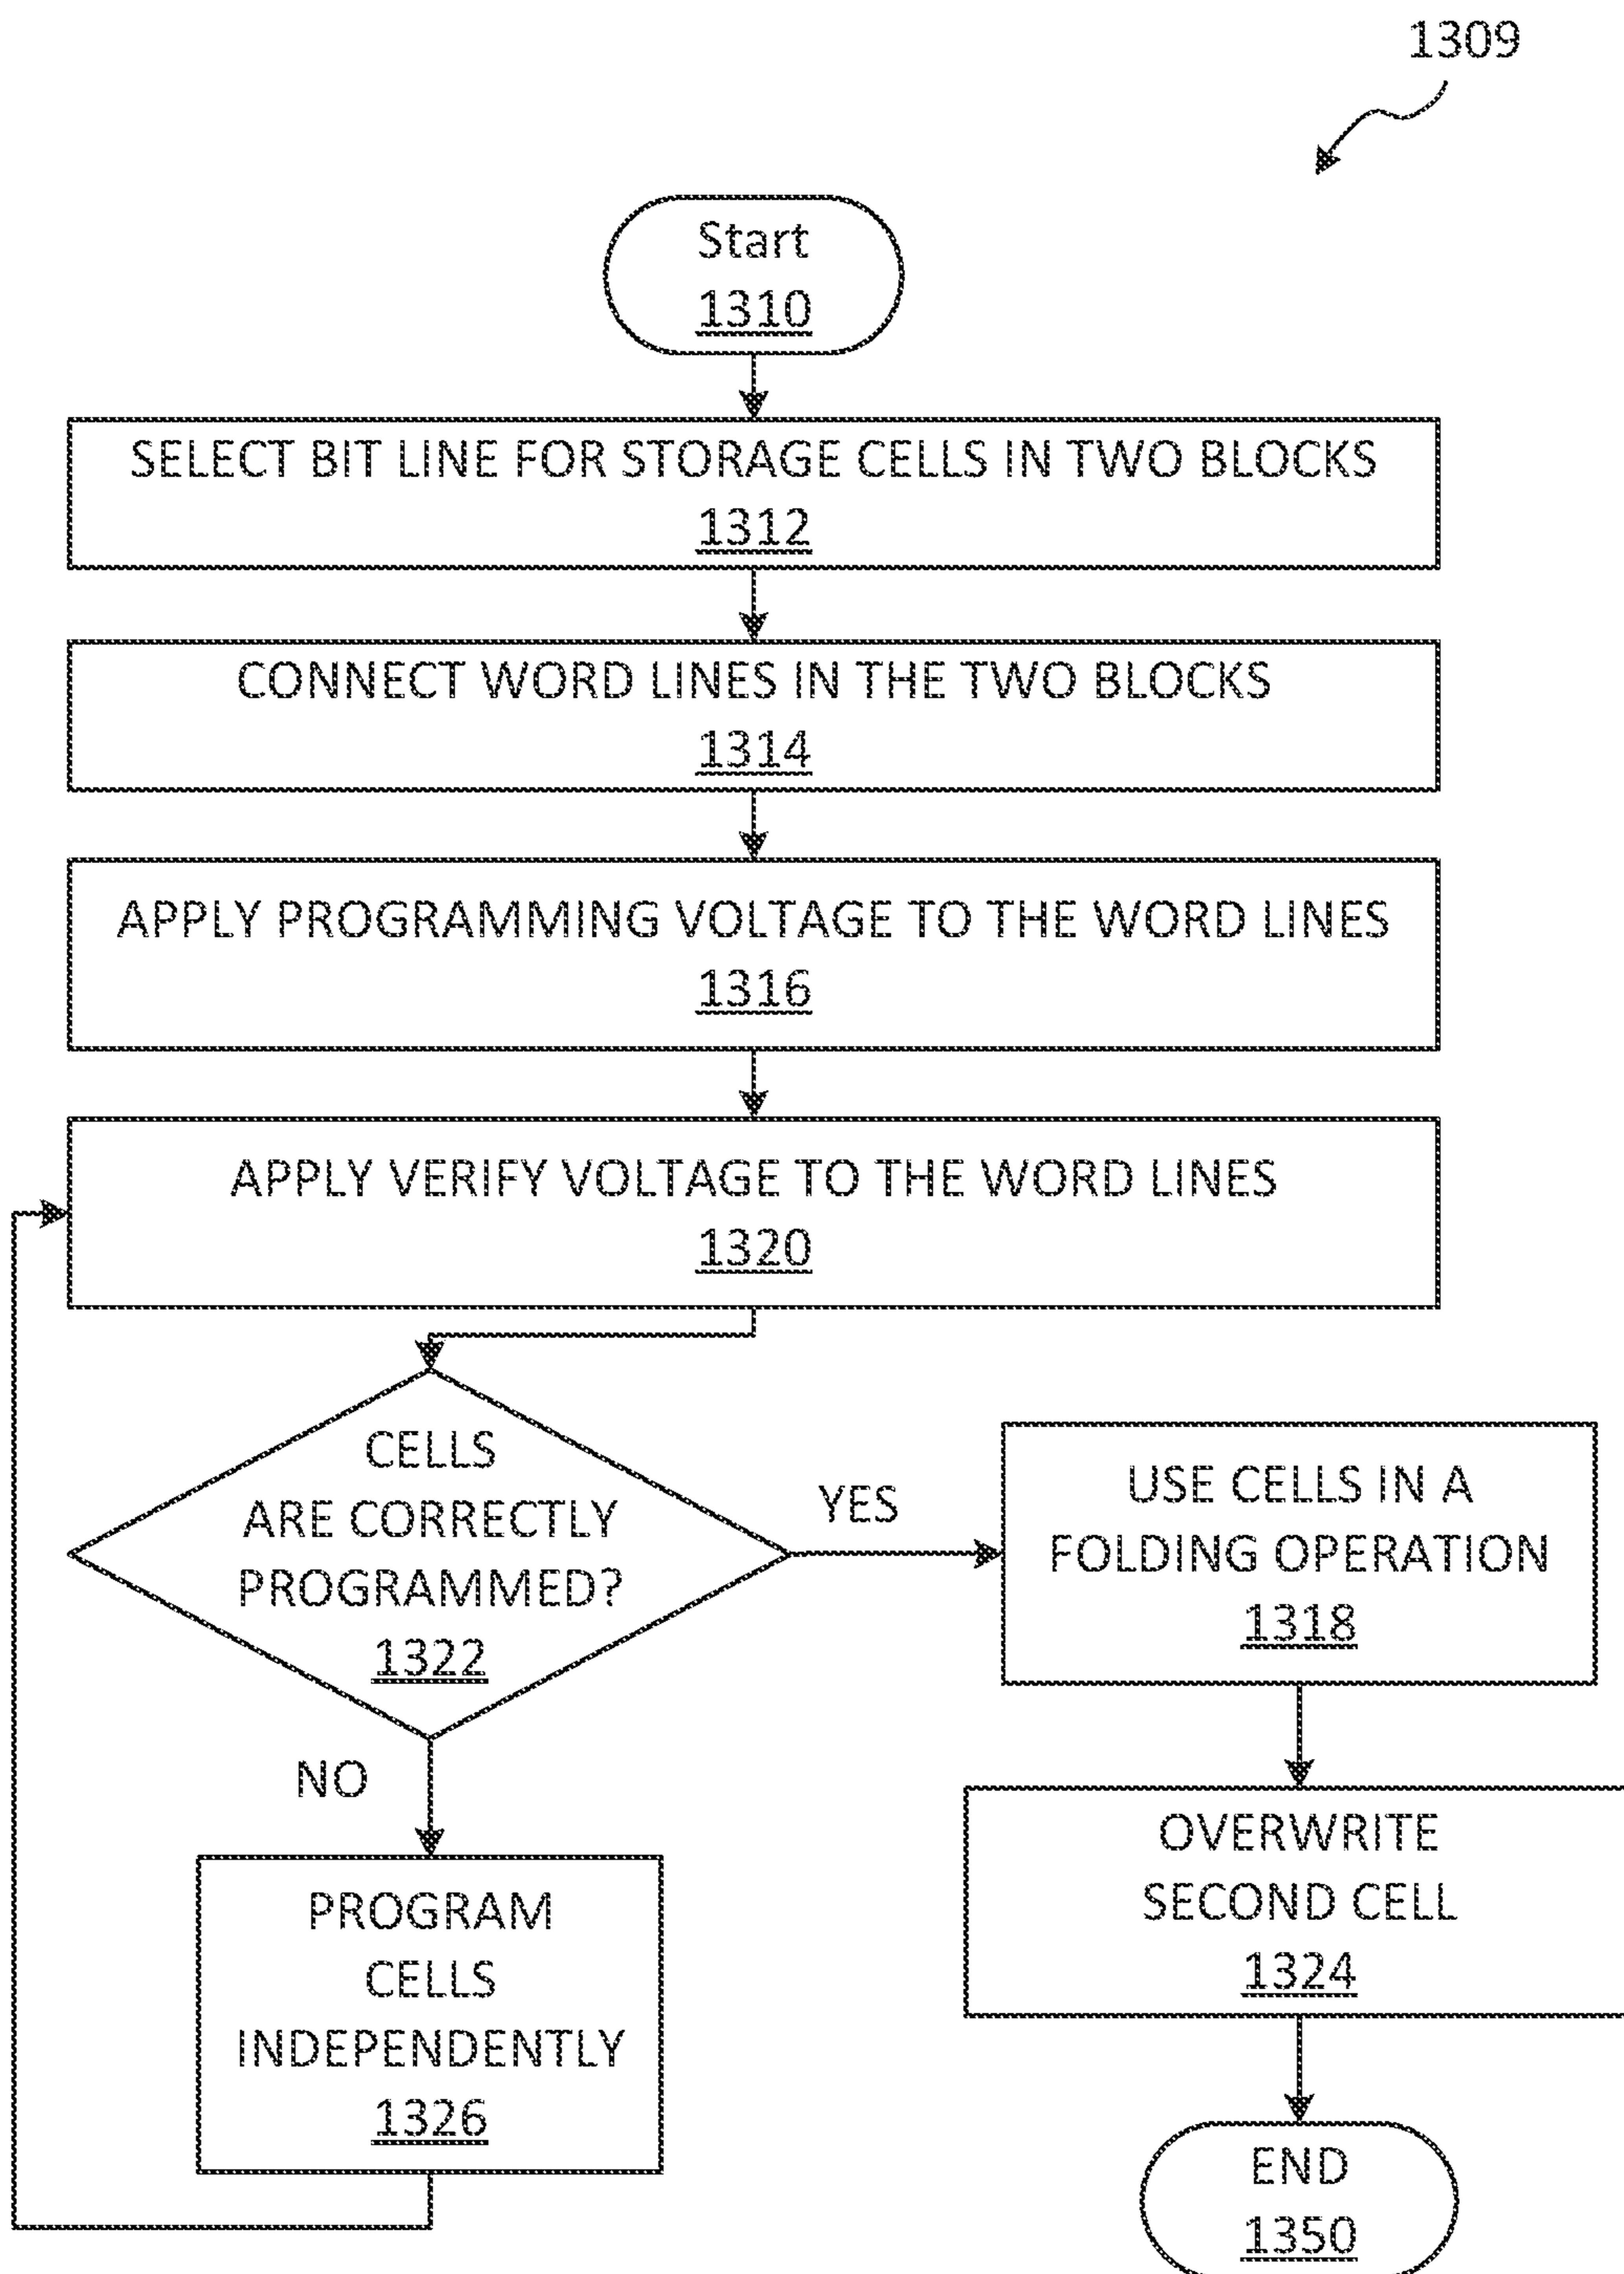 1309
Start
1310
SELECT BIT LINE FOR STORAGE CELLS IN TWO BLOCKS
1312
CONNECT WORD LINES IN THE TWO BLOCKS
1314
APPLY PROGRAMMING VOLTAGE TO THE WORD LINES
1316
APPLY VERIFY VOLTAGE TO THE WORD LINES
1320
CELLS
ARE CORRECTLY
PROGRAMMED?
1322
YES
USE CELLS IN A
FOLDING OPERATION
1318
NO
PROGRAM
CELLS
INDEPENDENTLY
1326
OVERWRITE
SECOND CELL
1324
END
1350